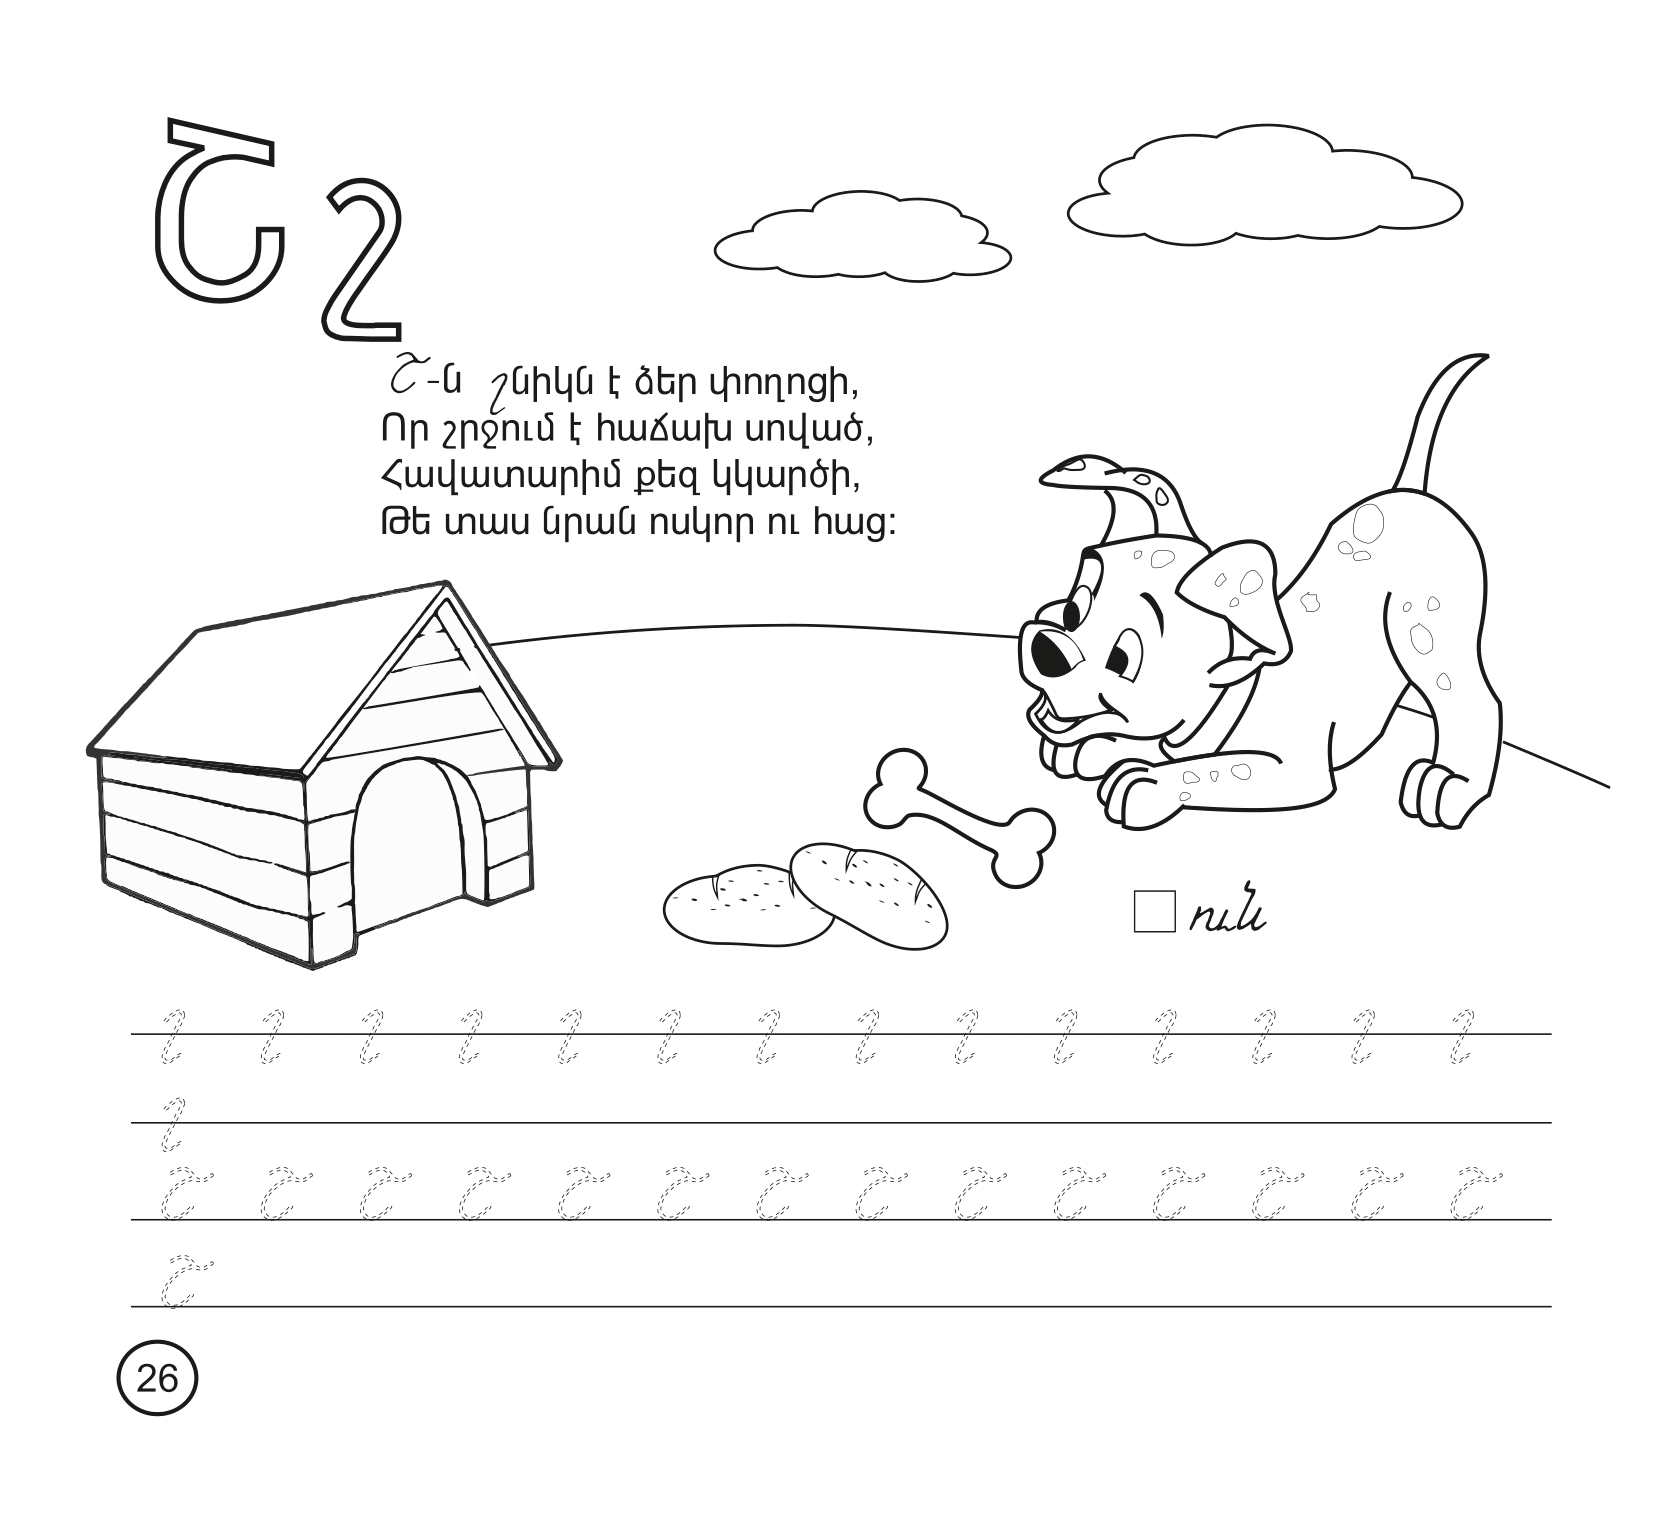 Շ շ
Շ-ն շնիկն է ձեր փողոցի,
Որ շրջում է հաճախ սոված,
Հավատարիմ քեզ կկարծի,
Թե տաս նրան ոսկոր ու հաց:
ուն
շ շ շ շ շ շ շ շ շ շ շ շ շ շ
շ
Շ Շ Շ Շ Շ Շ Շ Շ Շ Շ Շ Շ Շ Շ
Շ
26